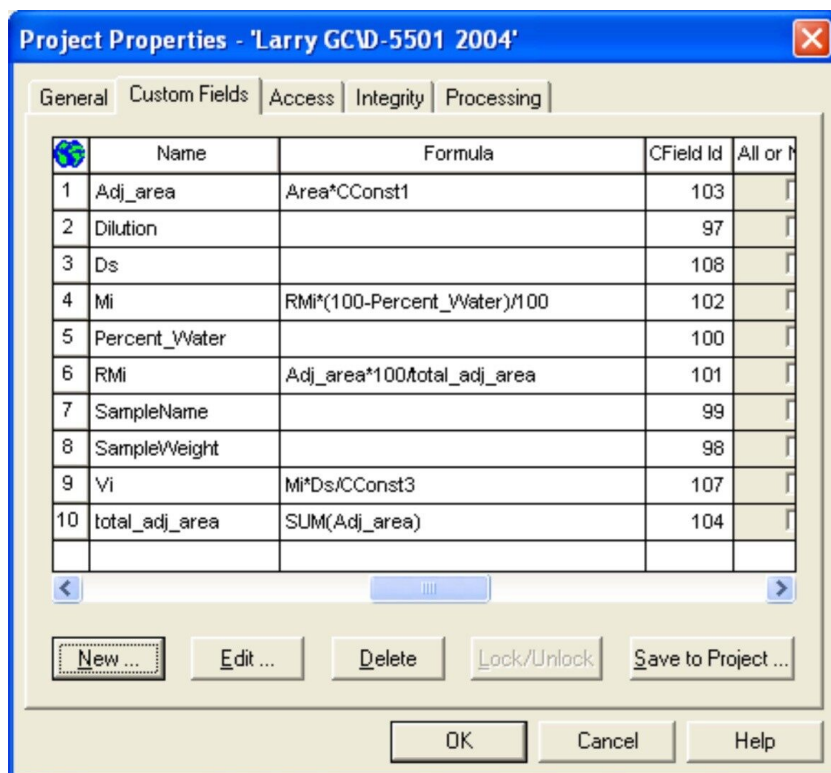 Project Properties - 'Larry GC\D-5501 2004'
General Custom Fields Access Integrity Processing
Name Formula CField Id All or
1 Adj_area Area*CConst1 103
2 Dilution 97
3 Ds 108
4 Mi RMi*(100-Percent_Water)/100 102
5 Percent_Water 100
6 RMi Adj_area*100/total_adj_area 101
7 SampleName 99
8 SampleWeight 98
9 Vi Mi*Ds/CConst3 107
10 total_adj_area SUM(Adj_area) 104
New ... Edit ... Delete Lock/Unlock Save to Project ...
OK Cancel Help